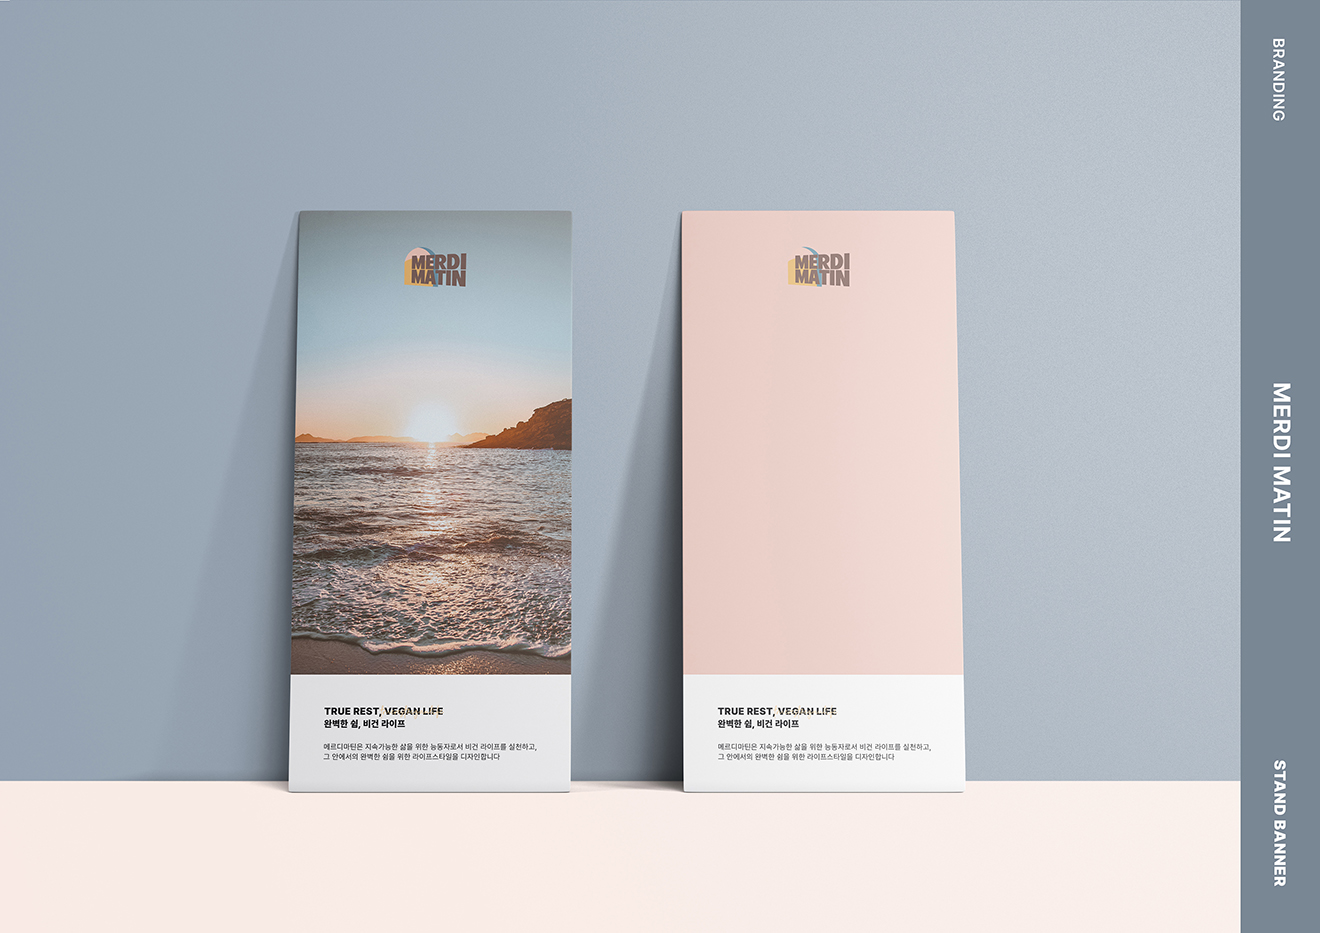 MERDI
MATIN
TRUE REST, VEGAN LIFE
완벽한 쉼, 비건 라이프
메르디마틴은 지속가능한 삶을 위한 능동자로서 비건 라이프를 실천하고,
그 안에서의 완벽한 쉼을 위한 라이프스타일을 디자인합니다
MERDI
MATIN
TRUE REST, VEGAN LIFE
완벽한 쉼, 비건 라이프
메르디마틴은 지속가능한 삶을 위한 능동자로서 비건 라이프를 실천하고,
그 안에서의 완벽한 쉼을 위한 라이프스타일을 디자인합니다
BRANDING
MERDI MATIN
STAND BANNER